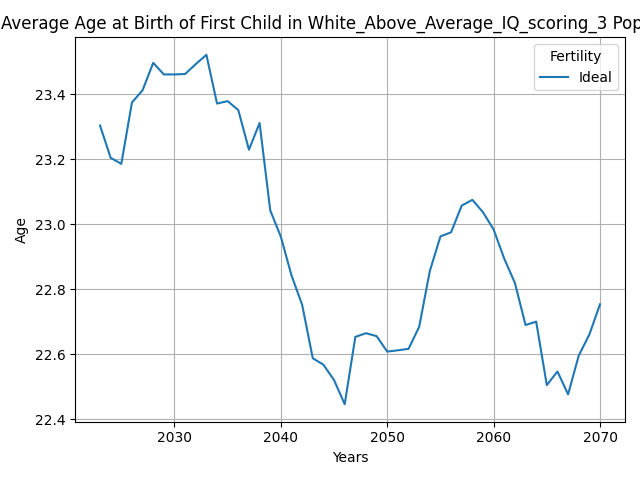 Average Age at Birth of First Child in White_Above_Average_IQ_scoring_3 Pop
Fertility
Ideal
23.4
23.2
23.0
22.8
22.6
22.4
Age
2030 2040 2050 2060 2070
Years